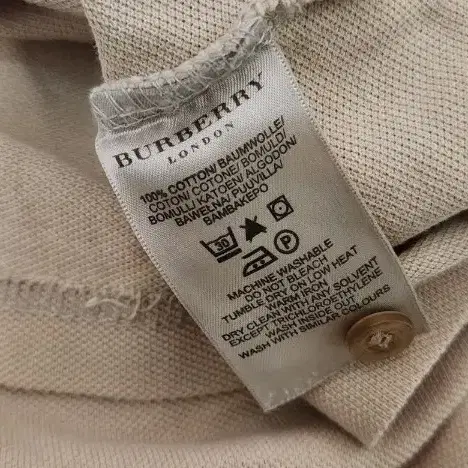 BURBERRY
LONDON
100% COTTON/ BAUMWOLLE/
COTON/ COTONE/ BOMULD/
BOMULL/ KATOEN/ ALGODON/
BAWEŁNA/ PUUVILLA/
ΒΑΜΒΑΚΕΡΟ
30
P
MACHINE WASHABLE
DO NOT BLEACH
TUMBLE DRY ON LOW HEAT
WARM IRON
DRY CLEAN WITH ANY SOLVENT
EXCEPT TRICHLOROETHYLENE
WASH INSIDE OUT
WASH WITH SIMILAR COLOURS